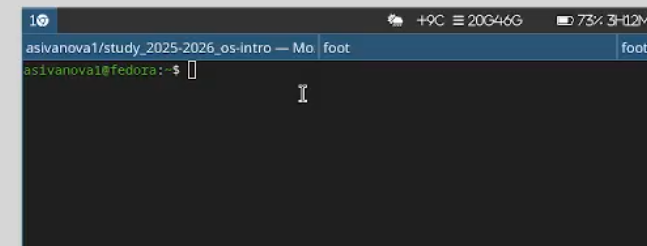 1
+9C 20G46G 73% 3H12M
asivanova1/study_2025-2026_os-intro — Mo foot foot
asivanova1@fedora:~$